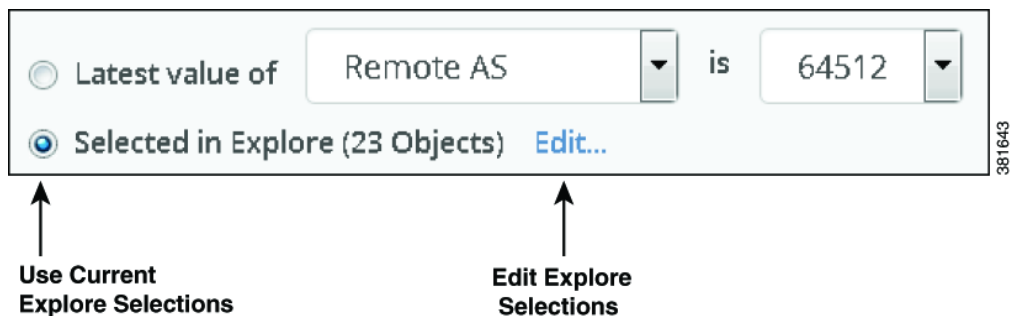 Latest value of Remote AS is 64512
Selected in Explore (23 Objects) Edit...
381643
Use Current
Explore Selections
Edit Explore
Selections